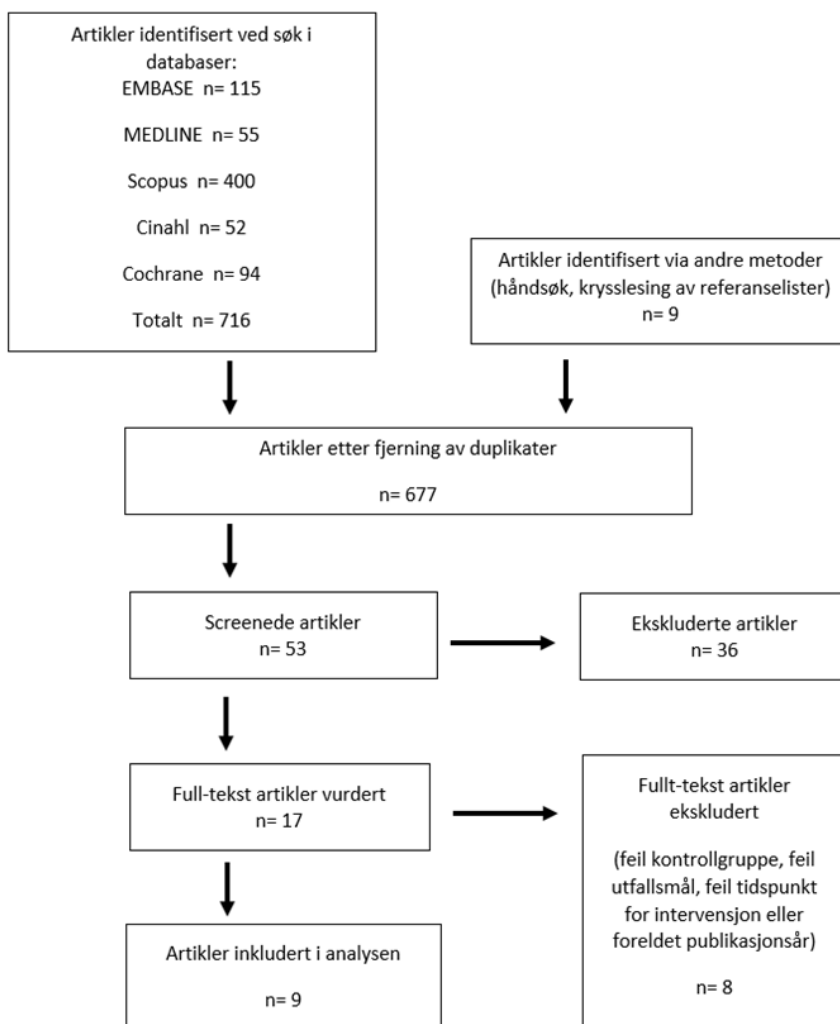 Artikler identifisert ved søk i
databaser:
EMBASE n= 115
MEDLINE n= 55
Scopus n= 400
Cinahl n= 52
Cochrane n= 94
Totalt n= 716
Artikler identifisert via andre metoder
(håndsøk, krysslesing av referanselister)
n= 9
Artikler etter fjerning av duplikater
n= 677
Screenede artikler
n= 53
Ekskluderte artikler
n= 36
Full-tekst artikler vurdert
n= 17
Fullt-tekst artikler
ekskludert
(feil kontrollgruppe, feil
utfallsmål, feil tidspunkt
for intervensjon eller
foreldet publikasjonsår)
n= 8
Artikler inkludert i analysen
n= 9